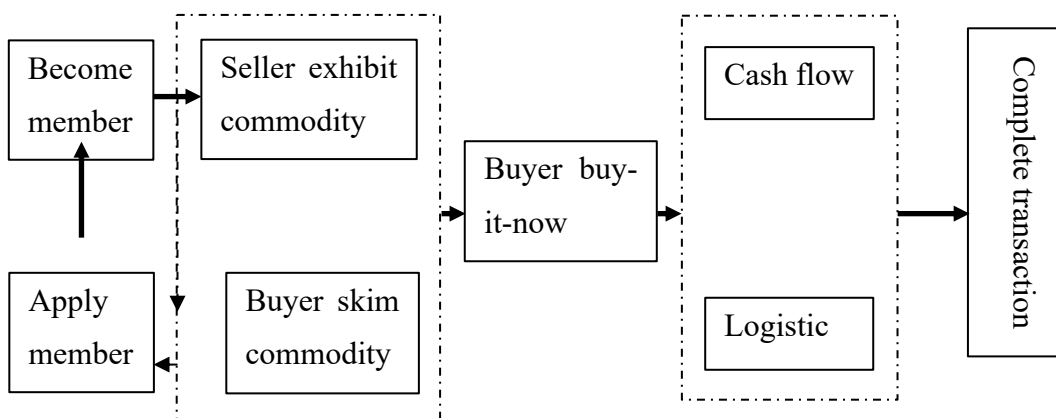 Become
member
Seller exhibit
commodity
Apply
member
Buyer skim
commodity
Buyer buy-
it-now
Cash flow
Logistic
Complete transaction